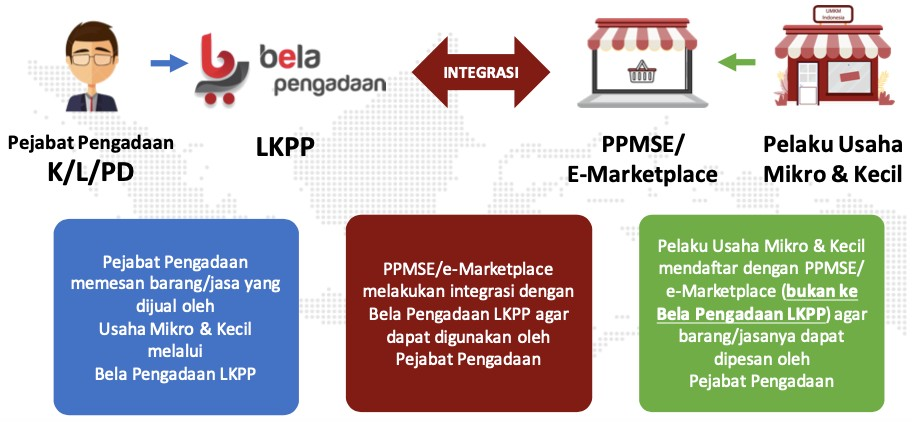 UMKM
Indonesia
bela
pengadaan
INTEGRASI
Pejabat Pengadaan
K/L/PD
LKPP
PPMSE/
E-Marketplace
Pelaku Usaha
Mikro & Kecil
Pejabat Pengadaan
memesan barang/jasa yang
dijual oleh
Usaha Mikro & Kecil
melalui
Bela Pengadaan LKPP
PPMSE/e-Marketplace
melakukan integrasi dengan
Bela Pengadaan LKPP agar
dapat digunakan oleh
Pejabat Pengadaan
Pelaku Usaha Mikro & Kecil
mendaftar dengan PPMSE/
e-Marketplace (bukan ke
Bela Pengadaan LKPP) agar
barang/jasanya dapat
dipesan oleh
Pejabat Pengadaan